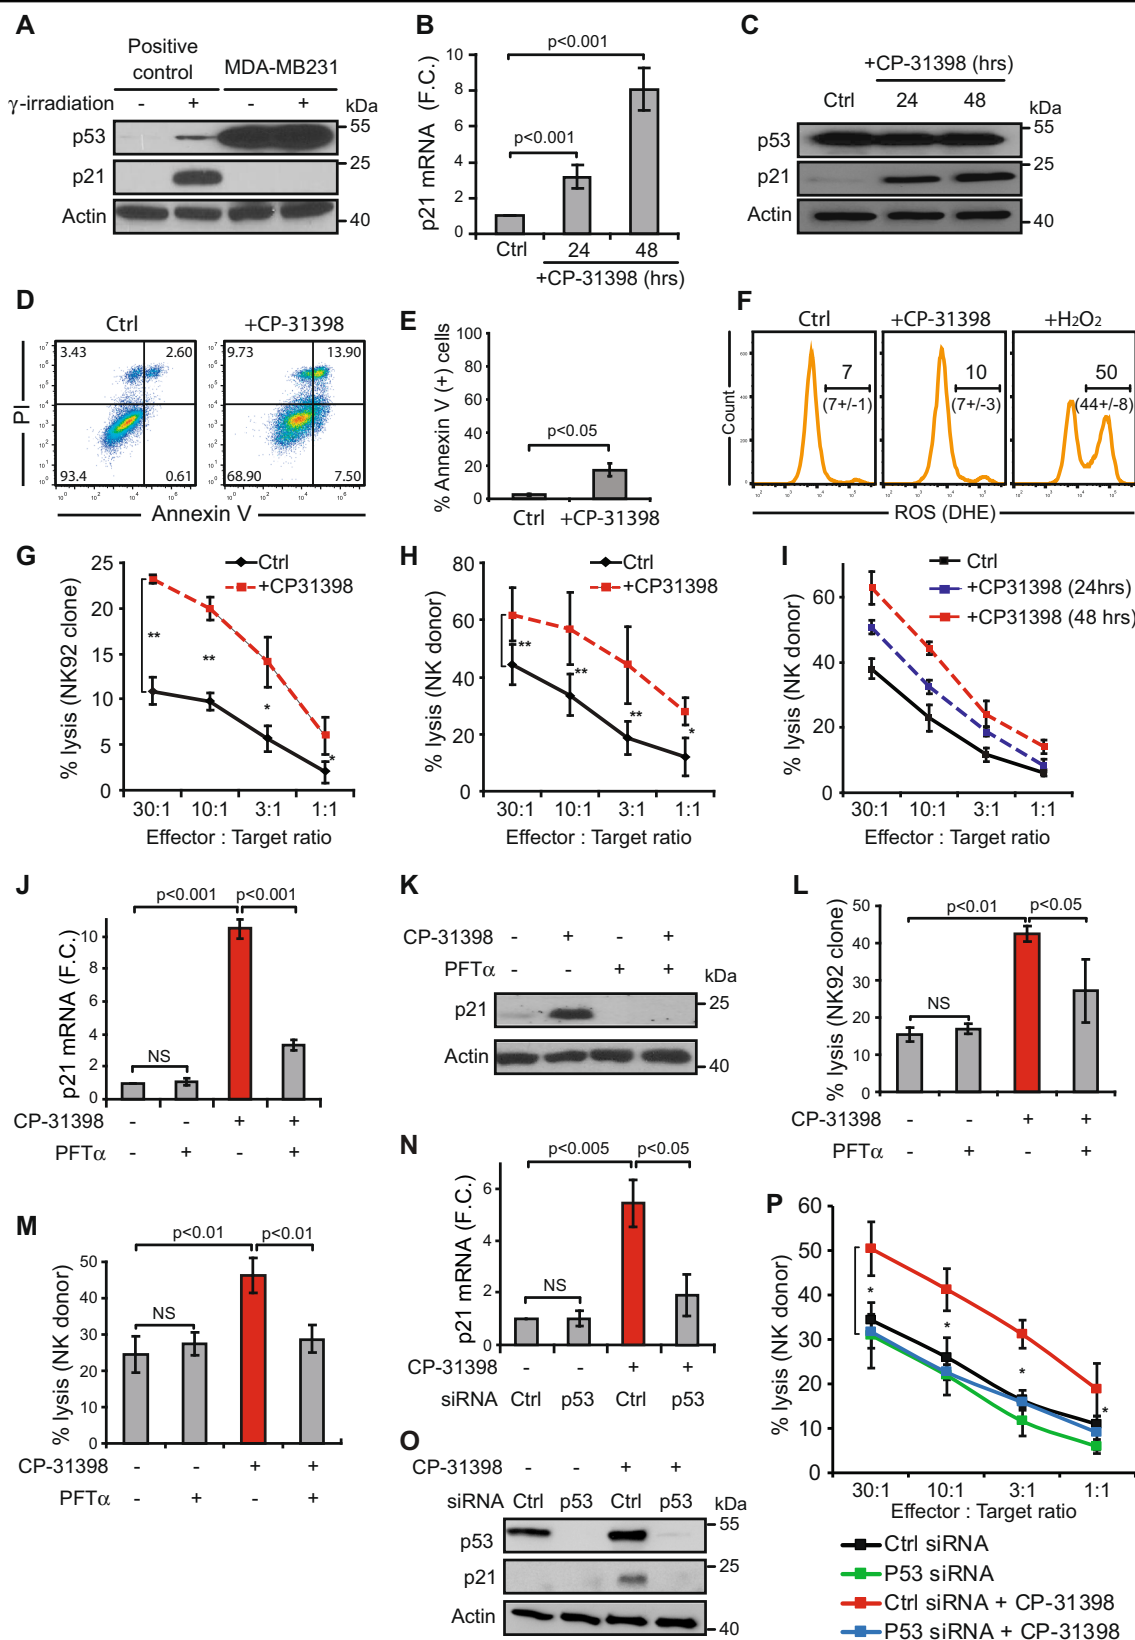 A
Positive control
MDA-MB231
γ-irradiation - + - + kDa
p53 55
p21 25
Actin 40
B
p<0.001
p<0.001
p21 mRNA (F.C.)
10
8
6
4
2
0
Ctrl 24 48
+CP-31398 (hrs)
C
+CP-31398 (hrs)
Ctrl 24 48 kDa
p53 55
p21 25
Actin 40
D
Ctrl +CP-31398
3.43 2.60
93.4 0.61
9.73 13.90
68.90 7.50
PI
Annexin V
E
% Annexin V (+) cells
100
80
60
40
20
0
p<0.05
Ctrl +CP-31398
F
Ctrl +CP-31398 +H2O2
7
(7+/-1)
10
(7+/-3)
50
(44+/-8)
Count
ROS (DHE)
G
Ctrl
+CP31398
% lysis (NK92 clone)
25
20
15
10
5
0
** ** * *
30:1 10:1 3:1 1:1
Effector : Target ratio
H
Ctrl
+CP31398
% lysis (NK donor)
80
60
40
20
0
** ** ** *
30:1 10:1 3:1 1:1
Effector : Target ratio
I
Ctrl
+CP31398 (24hrs)
+CP31398 (48 hrs)
% lysis (NK donor)
60
40
20
0
30:1 10:1 3:1 1:1
Effector : Target ratio
J
p<0.001 p<0.001
NS
p21 mRNA (F.C.)
10
8
6
4
2
0
CP-31398 - - + +
PFTα - + - +
K
CP-31398 - + - +
PFTα - - + + kDa
p21 25
Actin 40
L
p<0.01 p<0.05
NS
% lysis (NK92 clone)
50
40
30
20
10
0
CP-31398 - - + +
PFTα - + - +
M
p<0.01 p<0.01
NS
% lysis (NK donor)
50
40
30
20
10
0
CP-31398 - - + +
PFTα - + - +
N
p<0.005 p<0.05
NS
p21 mRNA (F.C.)
6
4
2
0
CP-31398 - - + +
siRNA Ctrl p53 Ctrl p53
O
CP-31398 - - + +
siRNA Ctrl p53 Ctrl p53 kDa
p53 55
p21 25
Actin 40
P
% lysis (NK donor)
60
50
40
30
20
10
0
* * * *
30:1 10:1 3:1 1:1
Effector : Target ratio
Ctrl siRNA
P53 siRNA
Ctrl siRNA + CP-31398
P53 siRNA + CP-31398